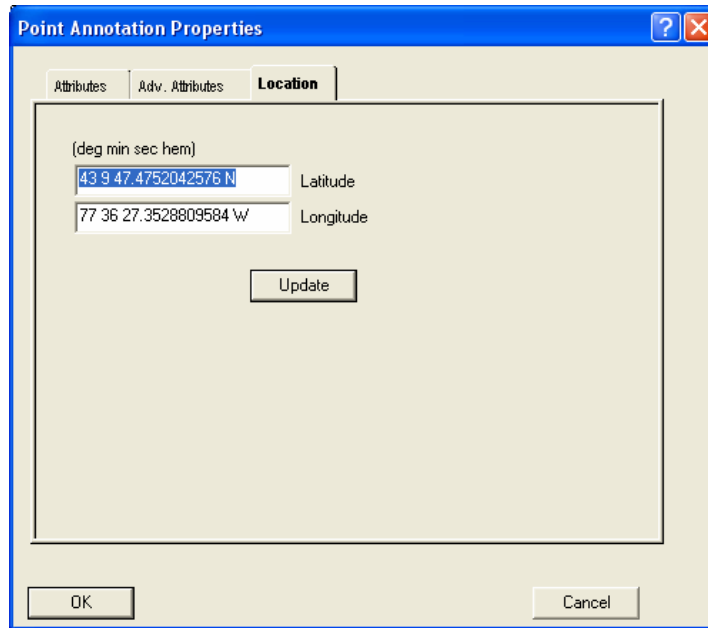 Point Annotation Properties
Attributes Adv. Attributes Location
(deg min sec hem)
43 9 47.4752042576 N Latitude
77 36 27.3528809584 W Longitude
Update
OK Cancel